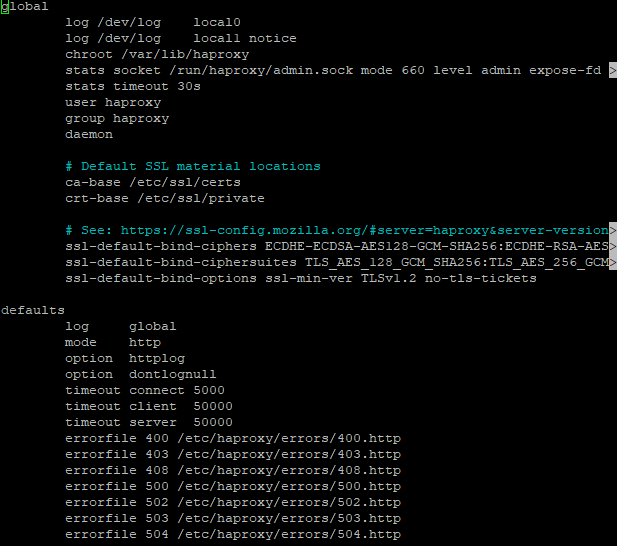 global
        log /dev/log    local0
        log /dev/log    local1 notice
        chroot /var/lib/haproxy
        stats socket /run/haproxy/admin.sock mode 660 level admin expose-fd >
        stats timeout 30s
        user haproxy
        group haproxy
        daemon

        # Default SSL material locations
        ca-base /etc/ssl/certs
        crt-base /etc/ssl/private

        # See: https://ssl-config.mozilla.org/#server=haproxy&server-version>
        ssl-default-bind-ciphers ECDHE-ECDSA-AES128-GCM-SHA256:ECDHE-RSA-AES>
        ssl-default-bind-ciphersuites TLS_AES_128_GCM_SHA256:TLS_AES_256_GCM>
        ssl-default-bind-options ssl-min-ver TLSv1.2 no-tls-tickets

defaults
        log     global
        mode    http
        option  httplog
        option  dontlognull
        timeout connect 5000
        timeout client  50000
        timeout server  50000
        errorfile 400 /etc/haproxy/errors/400.http
        errorfile 403 /etc/haproxy/errors/403.http
        errorfile 408 /etc/haproxy/errors/408.http
        errorfile 500 /etc/haproxy/errors/500.http
        errorfile 502 /etc/haproxy/errors/502.http
        errorfile 503 /etc/haproxy/errors/503.http
        errorfile 504 /etc/haproxy/errors/504.http